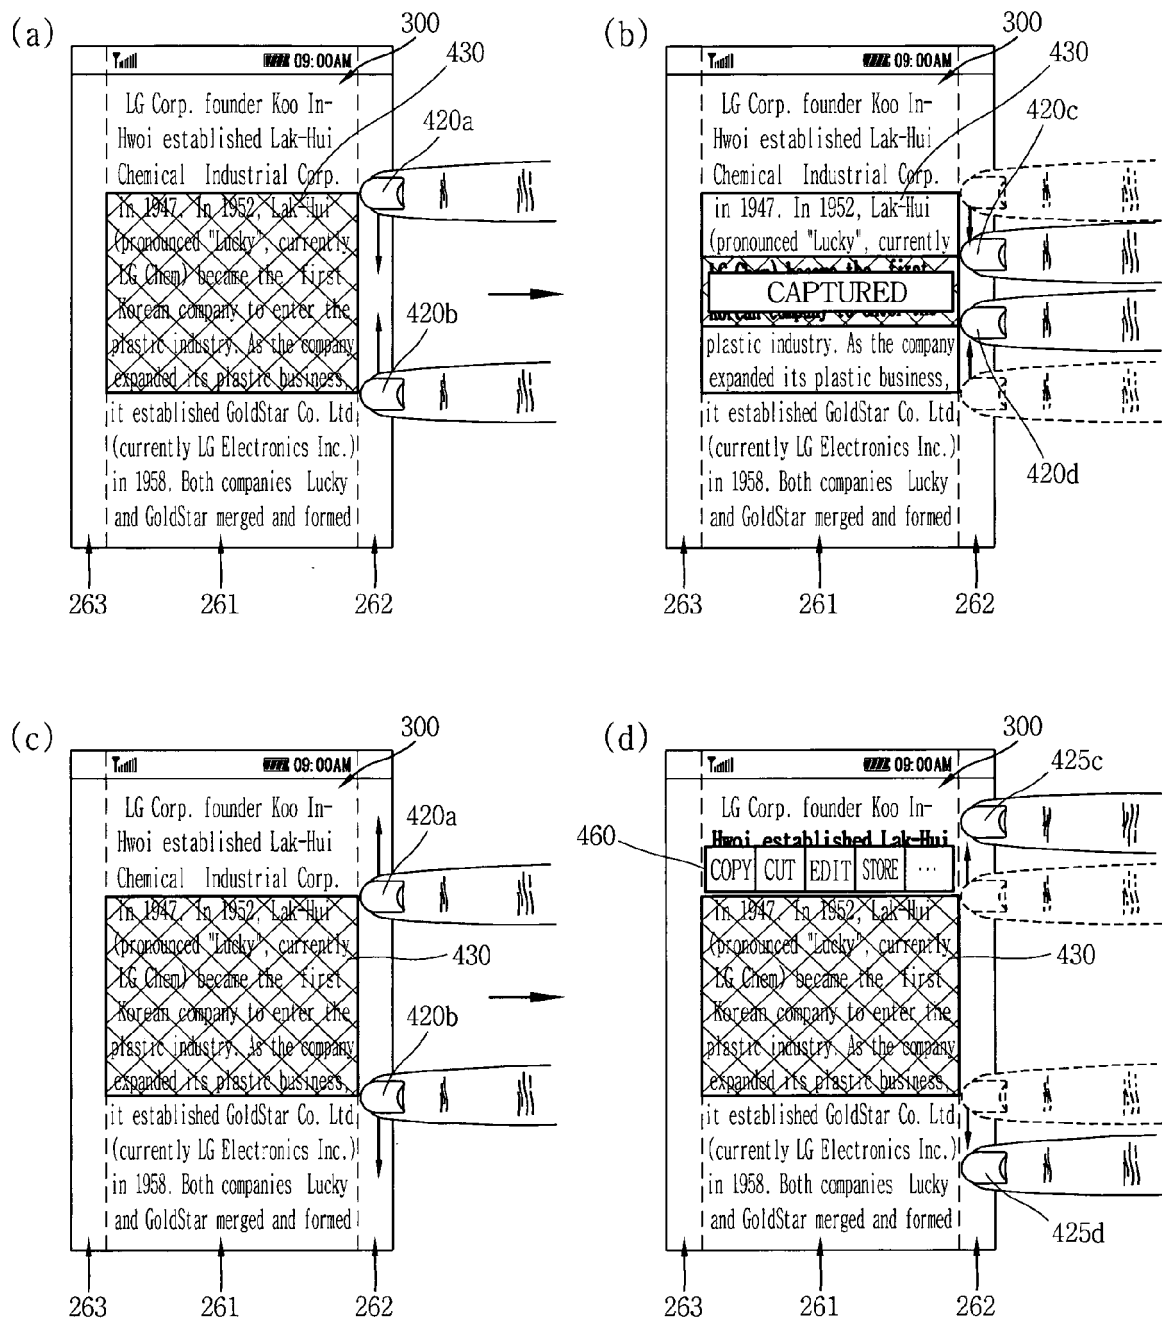 (a)
300
09:00AM
430
LG Corp. founder Koo In-
Hwoi established Lak-Hui
420a
Chemical Industrial Corp.
in 1947. In 1952, Lak-Hui
(pronounced "Lucky", currently
LG Chem) became the first
Korean company to enter the
420b
plastic industry. As the company
expanded its plastic business,
it established GoldStar Co. Ltd
(currently LG Electronics Inc.)
in 1958. Both companies Lucky
and GoldStar merged and formed
263
261
262
(b)
300
09:00AM
430
LG Corp. founder Koo In-
420c
Hwoi established Lak-Hui
Chemical Industrial Corp.
in 1947. In 1952, Lak-Hui
(pronounced "Lucky", currently
LG Chem) became the first
CAPTURED
Korean company to enter the
plastic industry. As the company
expanded its plastic business,
it established GoldStar Co. Ltd
(currently LG Electronics Inc.)
420d
in 1958. Both companies Lucky
and GoldStar merged and formed
263
261
262
(c)
300
09:00AM
LG Corp. founder Koo In-
420a
Hwoi established Lak-Hui
Chemical Industrial Corp.
in 1947. In 1952, Lak-Hui
(pronounced "Lucky", currently
430
LG Chem) became the first
Korean company to enter the
420b
plastic industry. As the company
expanded its plastic business,
it established GoldStar Co. Ltd
(currently LG Electronics Inc.)
in 1958. Both companies Lucky
and GoldStar merged and formed
263
261
262
(d)
300
09:00AM
425c
LG Corp. founder Koo In-
460
Hwoi established Lak-Hui
COPY CUT EDIT STORE ...
in 1947. In 1952, Lak-Hui
(pronounced "Lucky", currently
430
LG Chem) became the first
Korean company to enter the
plastic industry. As the company
expanded its plastic business,
it established GoldStar Co. Ltd
(currently LG Electronics Inc.)
in 1958. Both companies Lucky
and GoldStar merged and formed
425d
263
261
262